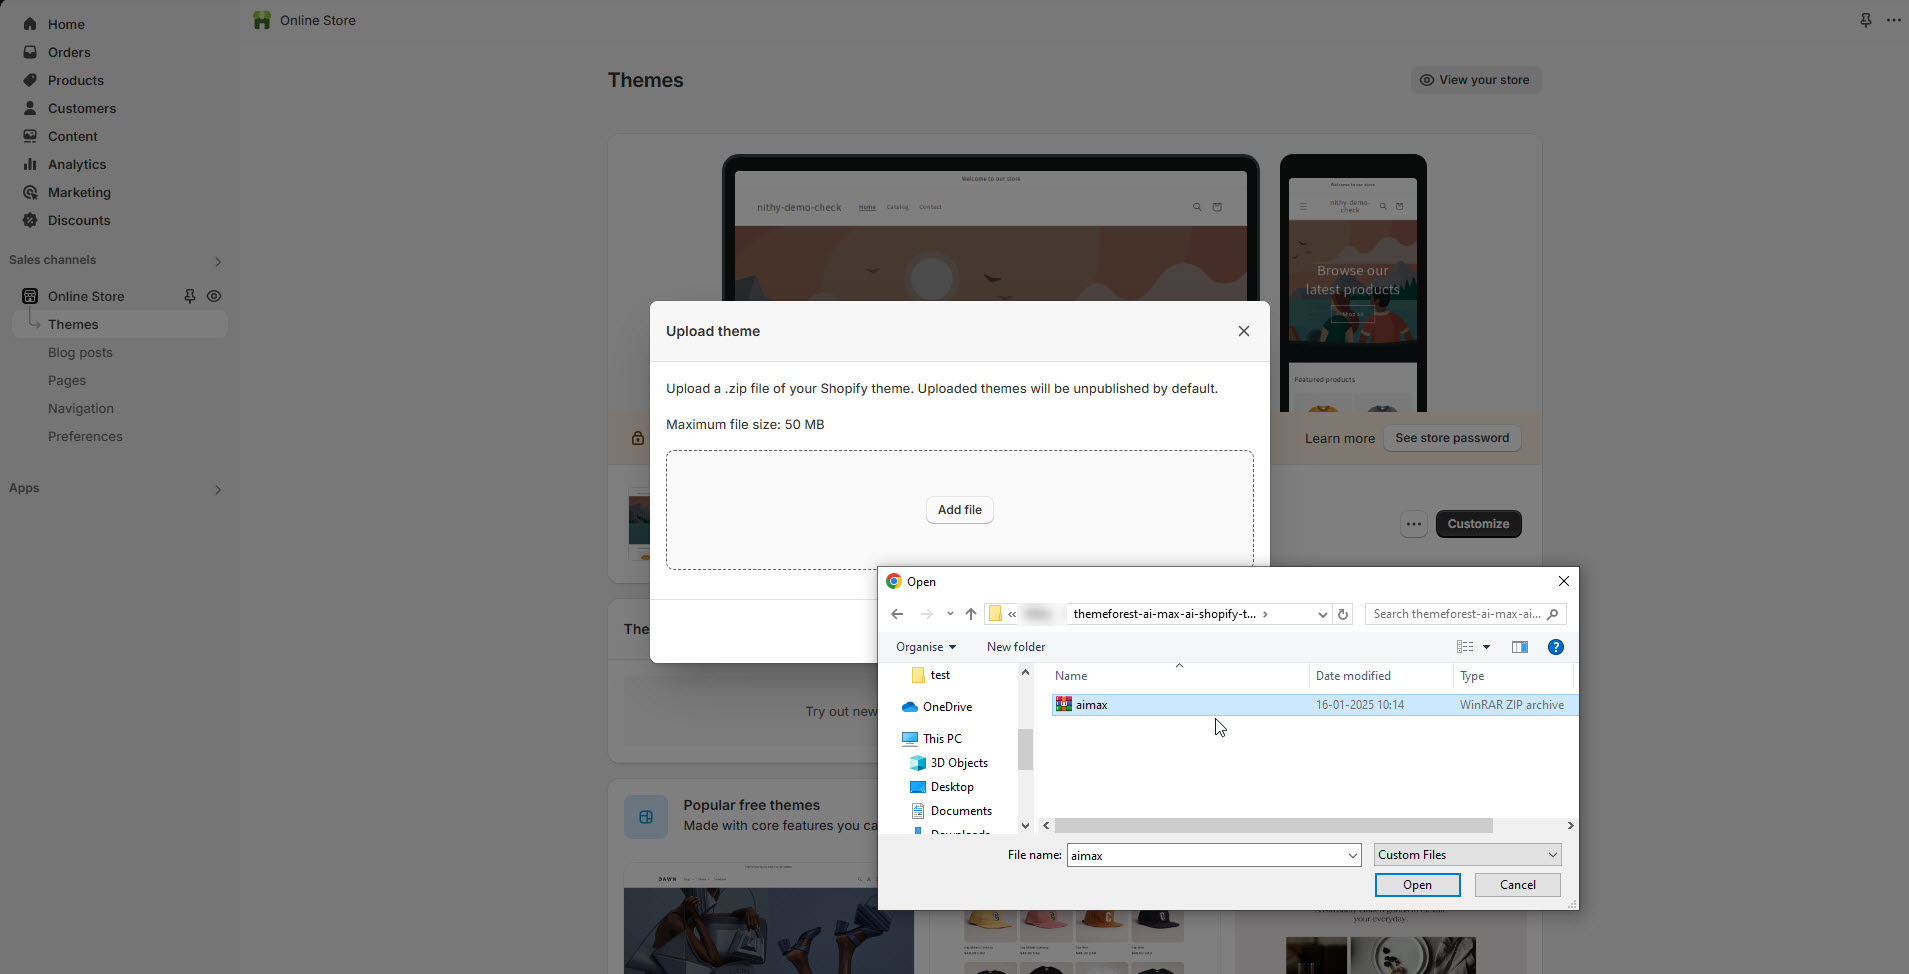 Home
Orders
Products
Customers
Content
Analytics
Marketing
Discounts
Sales channels
Online Store
Themes
Blog posts
Pages
Navigation
Preferences
Apps
Online Store
Themes
View your store
Welcome to our store
nithy-demo-check
Home Catalog Contact
Welcome to our store
nithy-demo-
check
Browse our
latest products
Shop all
Featured products
Upload theme
Upload a .zip file of your Shopify theme. Uploaded themes will be unpublished by default.
Maximum file size: 50 MB
Add file
Learn more
See store password
Customize
The
Try out new
Popular free themes
Made with core features you ca
DAWN
Open
« themeforest-ai-max-ai-shopify-t... >
Search themeforest-ai-max-ai...
Organise
New folder
test
OneDrive
This PC
3D Objects
Desktop
Documents
Downloads
Name
Date modified
Type
aimax
16-01-2025 10:14
WinRAR ZIP archive
File name:
aimax
Custom Files
Open
Cancel
your everyday.